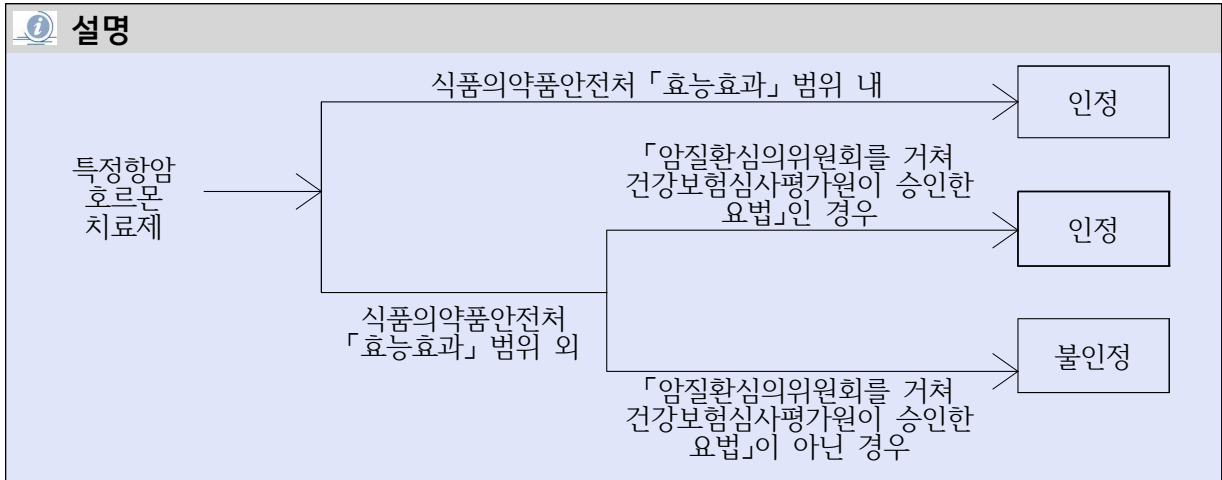 설명
식품의약품안전처「효능효과」범위 내
인정
특정항암
호르몬
치료제
「암질환심의위원회를 거쳐
건강보험심사평가원이 승인한
요법」인 경우
인정
식품의약품안전처
「효능효과」범위 외
불인정
「암질환심의위원회를 거쳐
건강보험심사평가원이 승인한
요법」이 아닌 경우